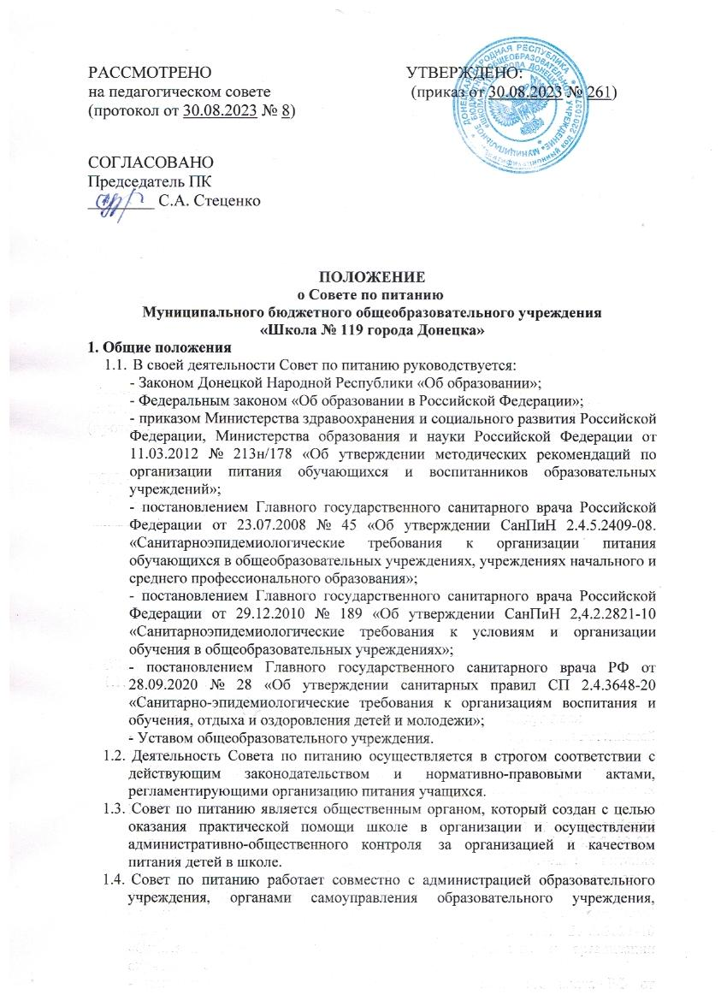 РАССМОТРЕНО
на педагогическом совете
(протокол от 30.08.2023 № 8)
УТВЕРЖДЕНО:
(приказ от 30.08.2023 № 261)
ДОНЕЦКАЯ НАРОДНАЯ РЕСПУБЛИКА
СОГЛАСОВАНО
Председатель ПК
________ С.А. Стеценко
ПОЛОЖЕНИЕ
о Совете по питанию
Муниципального бюджетного общеобразовательного учреждения
«Школа № 119 города Донецка»
1. Общие положения
1.1. В своей деятельности Совет по питанию руководствуется:
- Законом Донецкой Народной Республики «Об образовании»;
- Федеральным законом «Об образовании в Российской Федерации»;
- приказом Министерства здравоохранения и социального развития Российской
Федерации, Министерства образования и науки Российской Федерации от
11.03.2012 № 213н/178 «Об утверждении методических рекомендаций по
организации питания обучающихся и воспитанников образовательных
учреждений»;
- постановлением Главного государственного санитарного врача Российской
Федерации от 23.07.2008 № 45 «Об утверждении СанПиН 2.4.5.2409-08.
«Санитарноэпидемиологические требования к организации питания
обучающихся в общеобразовательных учреждениях, учреждениях начального и
среднего профессионального образования»;
- постановлением Главного государственного санитарного врача Российской
Федерации от 29.12.2010 № 189 «Об утверждении СанПиН 2,4.2.2821-10
«Санитарноэпидемиологические требования к условиям и организации
обучения в общеобразовательных учреждениях»;
- постановлением Главного государственного санитарного врача РФ от
28.09.2020 № 28 «Об утверждении санитарных правил СП 2.4.3648-20
«Санитарно-эпидемиологические требования к организациям воспитания и
обучения, отдыха и оздоровления детей и молодежи»;
- Уставом общеобразовательного учреждения.
1.2. Деятельность Совета по питанию осуществляется в строгом соответствии с
действующим законодательством и нормативно-правовыми актами,
регламентирующими организацию питания учащихся.
1.3. Совет по питанию является общественным органом, который создан с целью
оказания практической помощи школе в организации и осуществлении
административно-общественного контроля за организацией и качеством
питания детей в школе.
1.4. Совет по питанию работает совместно с администрацией образовательного
учреждения, органами самоуправления образовательного учреждения,